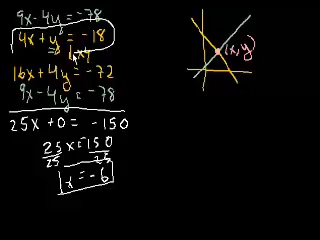 9x - 4y = -78
4x + y = -18
x4
16x + 4y = -72
9x - 4y = -78
25x + 0 = -150
25x = -150
25 25
x = -6
(x, y)